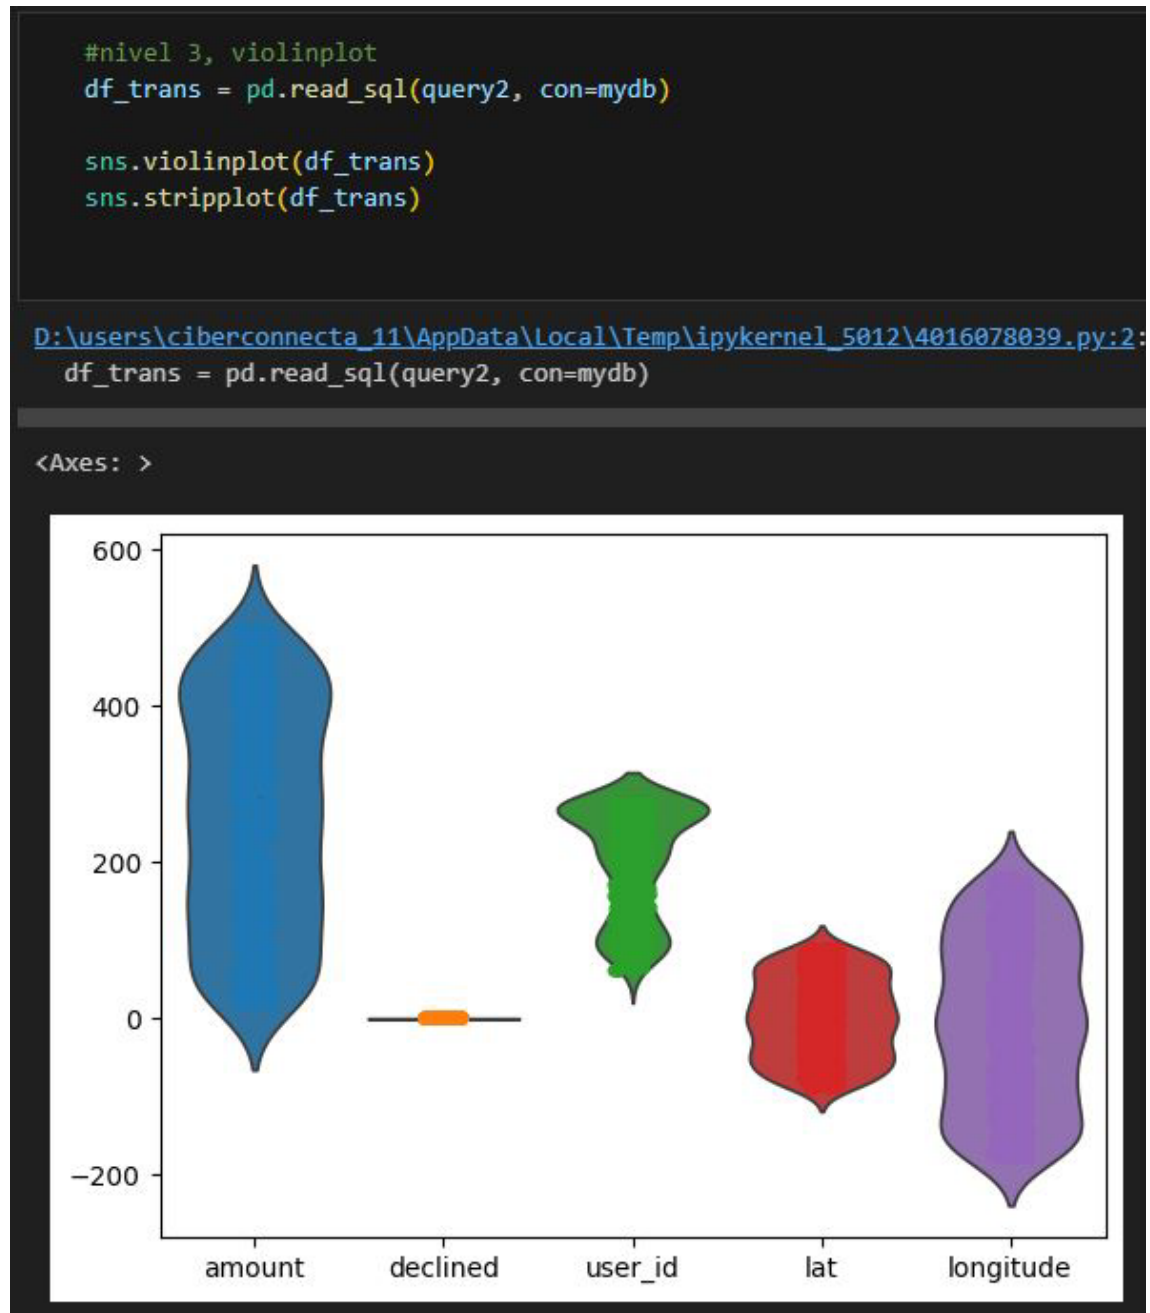 #nivel 3, violinplot
df_trans = pd.read_sql(query2, con=mydb)
sns.violinplot(df_trans)
sns.stripplot(df_trans)
D:\users\ciberconnecta_11\AppData\Local\Temp\ipykernel_5012\4016078039.py:2:
df_trans = pd.read_sql(query2, con=mydb)
<Axes: >
600
400
200
0
−200
amount declined user_id lat longitude